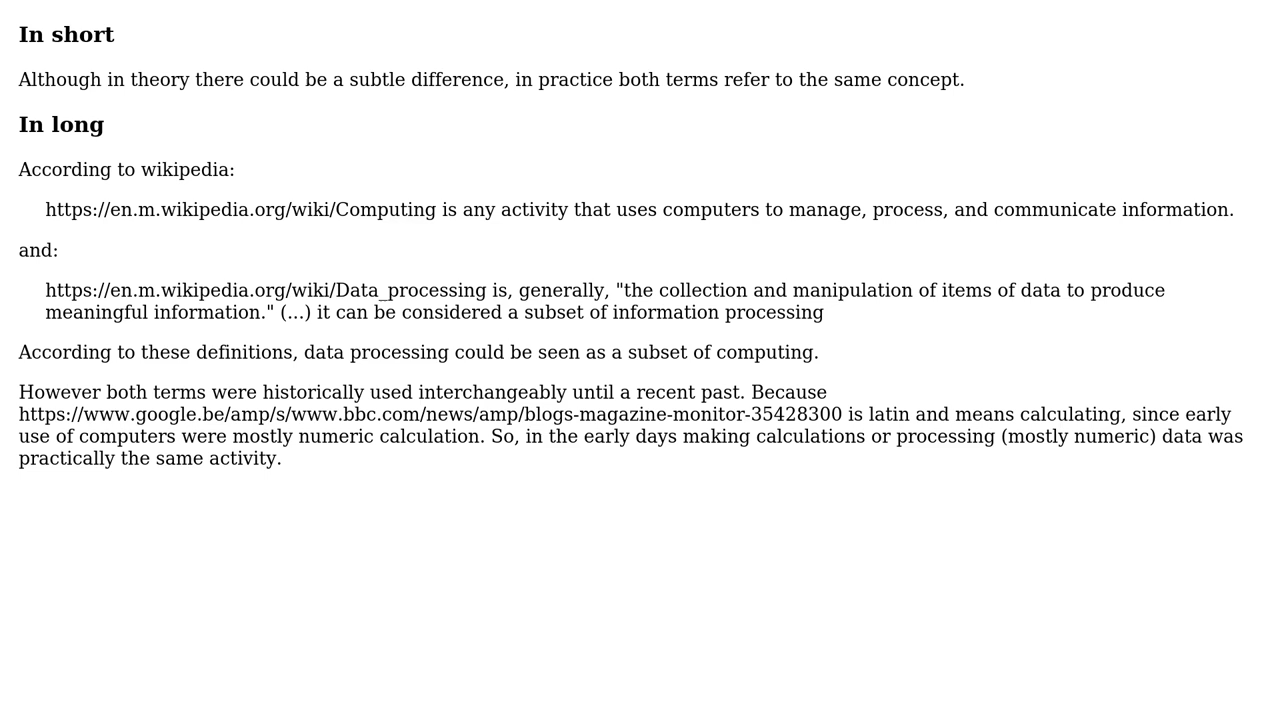 In short
Although in theory there could be a subtle difference, in practice both terms refer to the same concept.
In long
According to wikipedia:
https://en.m.wikipedia.org/wiki/Computing is any activity that uses computers to manage, process, and communicate information.
and:
https://en.m.wikipedia.org/wiki/Data_processing is, generally, "the collection and manipulation of items of data to produce
meaningful information." (...) it can be considered a subset of information processing
According to these definitions, data processing could be seen as a subset of computing.
However both terms were historically used interchangeably until a recent past. Because
https://www.google.be/amp/s/www.bbc.com/news/amp/blogs-magazine-monitor-35428300 is latin and means calculating, since early
use of computers were mostly numeric calculation. So, in the early days making calculations or processing (mostly numeric) data was
practically the same activity.